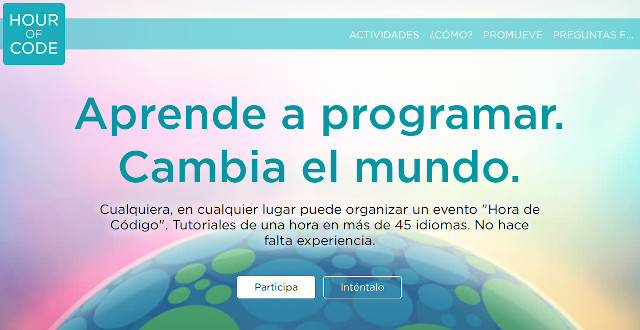 HOUR
OF
CODE
ACTIVIDADES ¿CÓMO? PROMUEVE PREGUNTAS F...
Aprende a programar.
Cambia el mundo.
Cualquiera, en cualquier lugar puede organizar un evento "Hora de
Código". Tutoriales de una hora en más de 45 idiomas. No hace
falta experiencia.
Participa Inténtalo